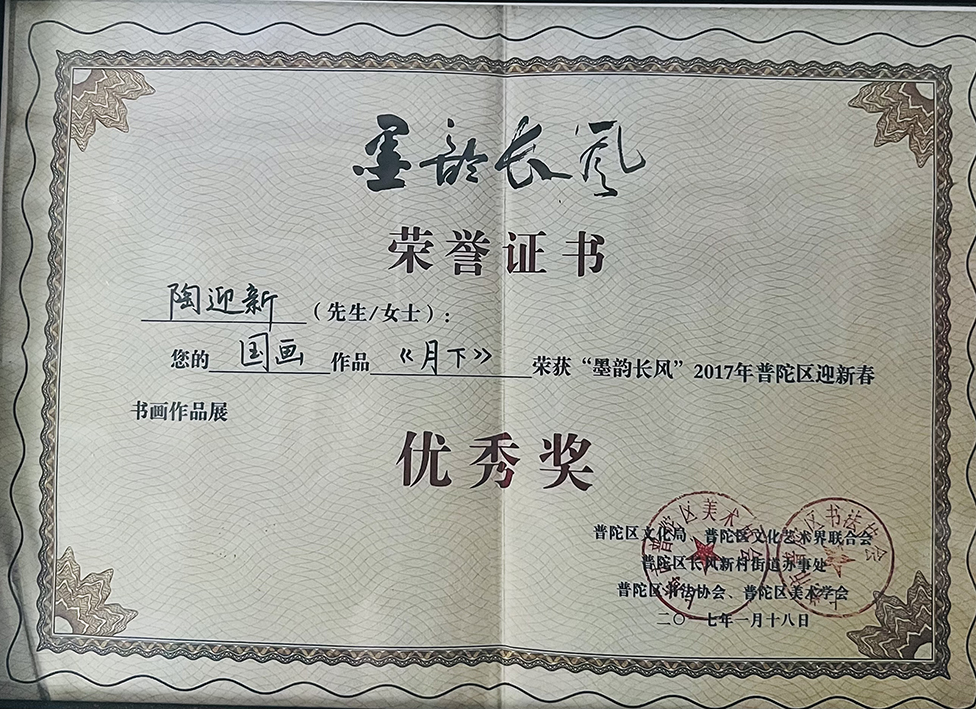 墨韵长风
荣誉证书
陶迎新（先生/女士）：
您的 国画 作品 《月下》 荣获“墨韵长风”2017年普陀区迎新春
书画作品展
优秀奖
普陀区文化局 普陀区文化艺术界联合会
普陀区长风新村街道办事处
普陀区书法协会、普陀区美术学会
二〇一七年一月十八日